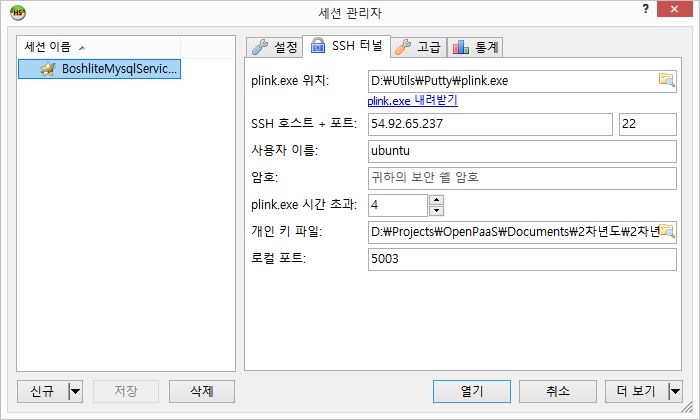 HS
세션 관리자
?
세션 이름
BoshliteMysqlServic...
설정
SSH 터널
고급
통계
plink.exe 위치:
D:₩Utils₩Putty₩plink.exe
plink.exe 내려받기
SSH 호스트 + 포트:
54.92.65.237
22
사용자 이름:
ubuntu
암호:
귀하의 보안 쉘 암호
plink.exe 시간 초과:
4
개인 키 파일:
D:₩Projects₩OpenPaaS₩Documents₩2차년도₩2차년
로컬 포트:
5003
신규
저장
삭제
열기
취소
더 보기